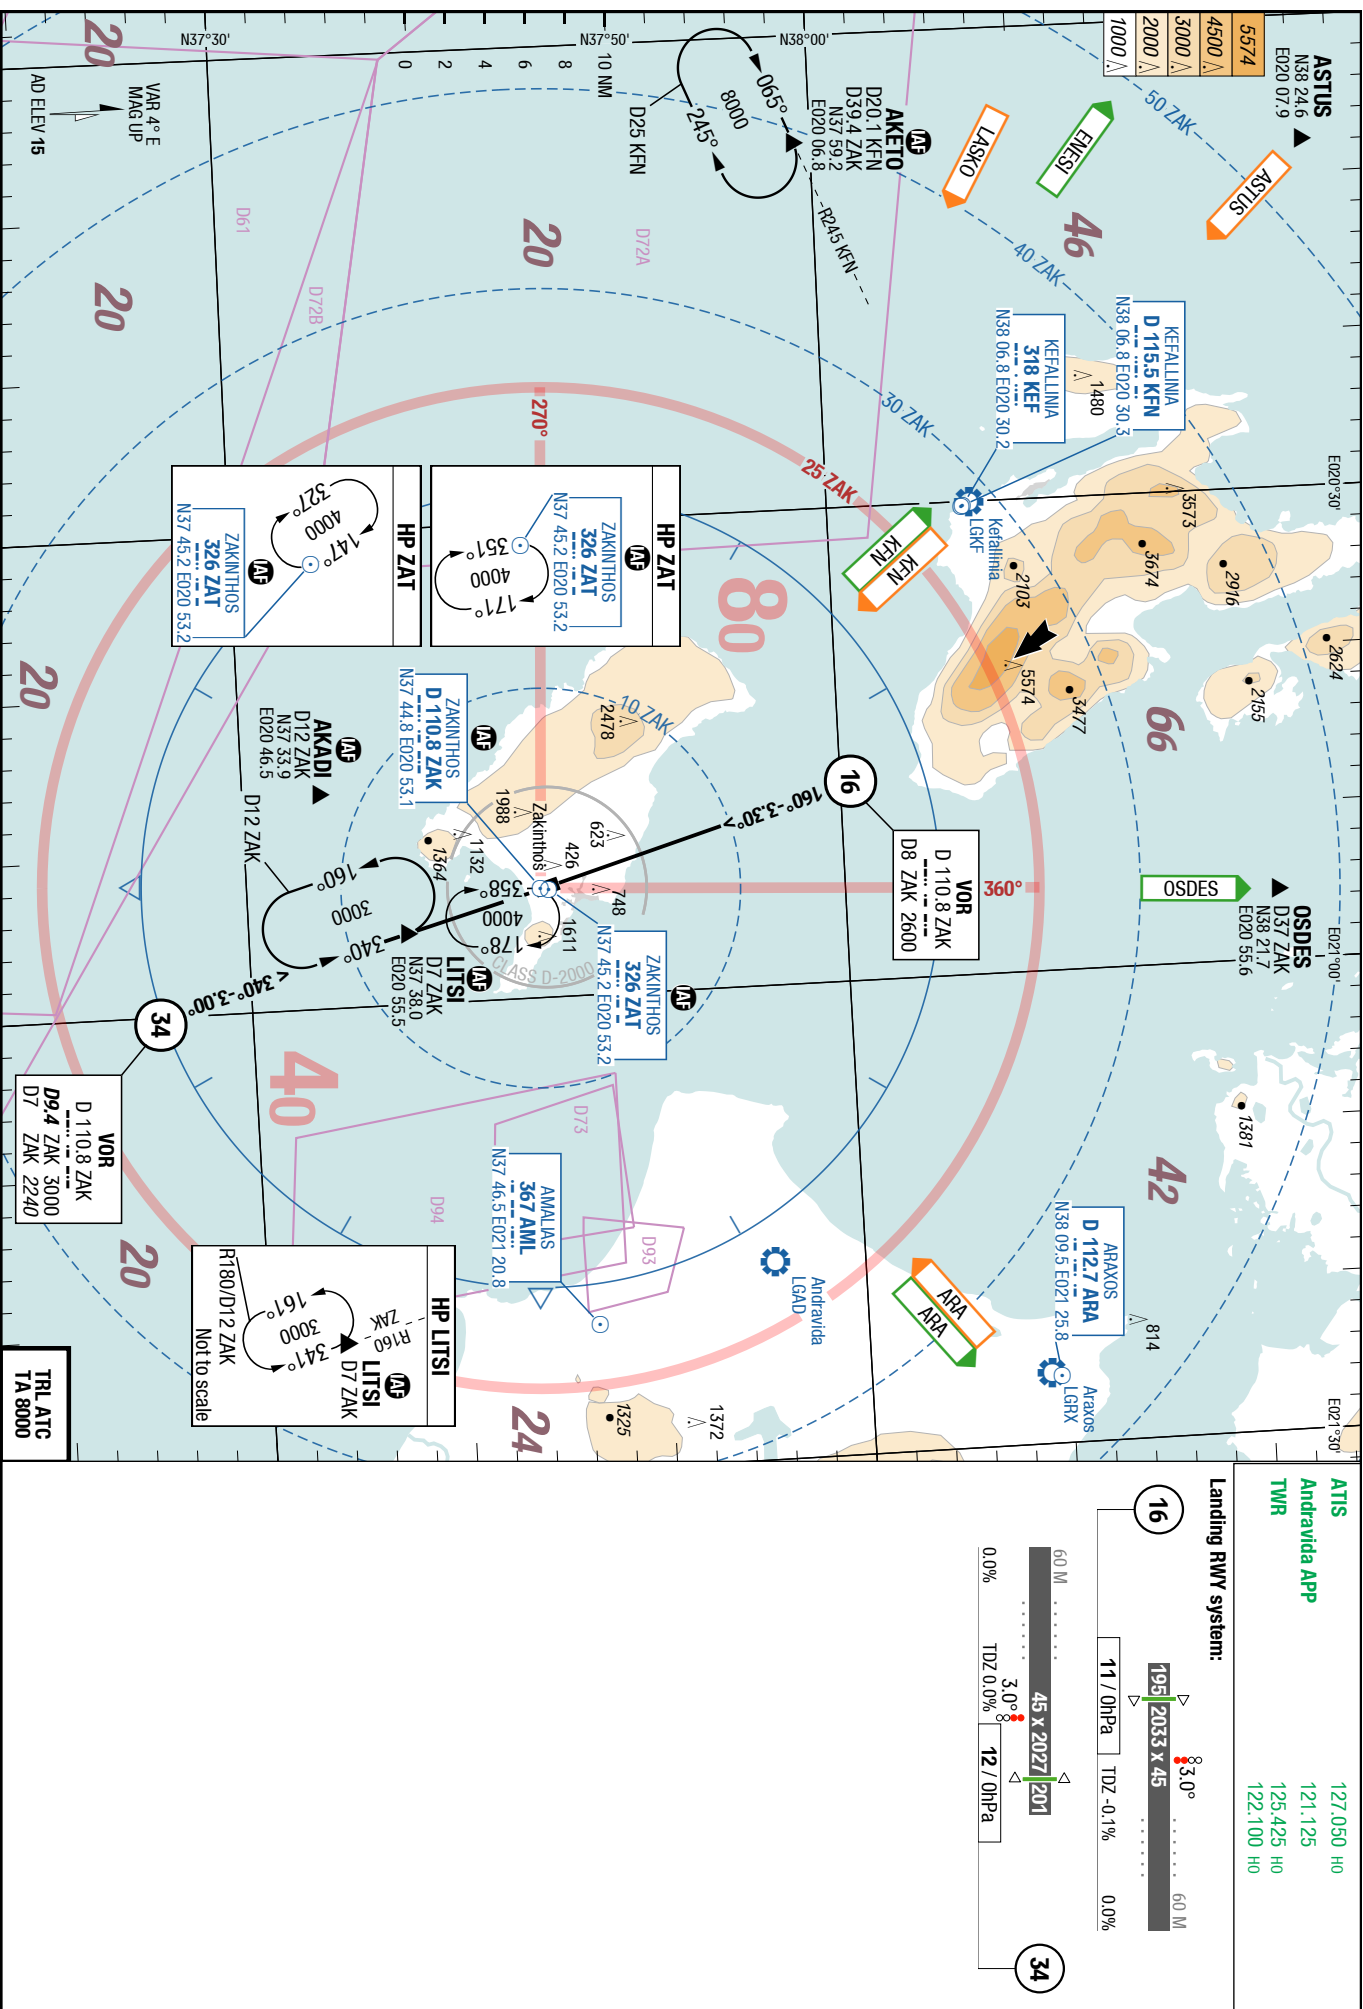 ATIS 127.050 HO
Andravida APP 121.125
TWR 125.425 HO
122.100 HO
Landing RWY system:
16
195 2033 x 45
3.0°
60 M
11 / 0hPa
TDZ -0.1%
0.0%
60 M
45 x 2027 201
3.0°
0.0%
TDZ 0.0%
12 / 0hPa
34
5574
4500
3000
2000
1000
ASTUS
N38 24.6
E020 07.9
ASTUS
50 ZAK
ENESI
LASKO
46
40 ZAK
IAF
AKETO
D20.1 KFN
D39.4 ZAK
N37 59.2
E020 06.8
R245 KFN
065°
8000
245°
D25 KFN
N38°00'
N37°50'
N37°30'
10 NM
8
6
4
2
0
20
VAR 4° E
MAG UP
AD ELEV 15
D61
D72A
D72B
20
20
KEFALLINIA
D 115.5 KFN
N38 06.8 E020 30.3
KEFALLINIA
318 KEF
N38 06.8 E020 30.2
1480
30 ZAK
25 ZAK
270°
E020°30'
Kefallinia
LGKF
3573
3674
2916
2103
5574
3477
2624
2155
66
KFN
KFN
80
HP ZAT
IAF
ZAKINTHOS
326 ZAT
N37 45.2 E020 53.2
351°
4000
171°
HP ZAT
147°
4000
327°
IAF
ZAKINTHOS
326 ZAT
N37 45.2 E020 53.2
20
10 ZAK
2478
IAF
ZAKINTHOS
D 110.8 ZAK
N37 44.8 E020 53.1
IAF
AKADI
D12 ZAK
N37 33.9
E020 46.5
D12 ZAK
16
160°-3.30° >
VOR
D 110.8 ZAK
D8 ZAK 2600
360°
OSDES
OSDES
D37 ZAK
N38 21.7
E020 55.6
E021°00'
1988
Zakinthos
623
426
748
1132
1364
1611
358°
4000
178°
CLASS D-2000
160°
3000
340°
IAF
LITSI
D7 ZAK
N37 38.0
E020 55.5
IAF
ZAKINTHOS
326 ZAT
N37 45.2 E020 53.2
< 340°-3.00°
34
VOR
D 110.8 ZAK
D9.4 ZAK 3000
D7 ZAK 2240
40
D73
D94
D93
AMALIAS
367 AML
N37 46.5 E021 20.8
1381
42
ARAXOS
D 112.7 ARA
N38 09.5 E021 25.8
Araxos
LGRX
814
Andravida
LGAD
ARA
ARA
20
HP LITSI
R160
ZAK
IAF
LITSI
D7 ZAK
161°
3000
341°
R180/D12 ZAK
Not to scale
24
1325
1372
E021°30'
TRL ATC
TA 8000